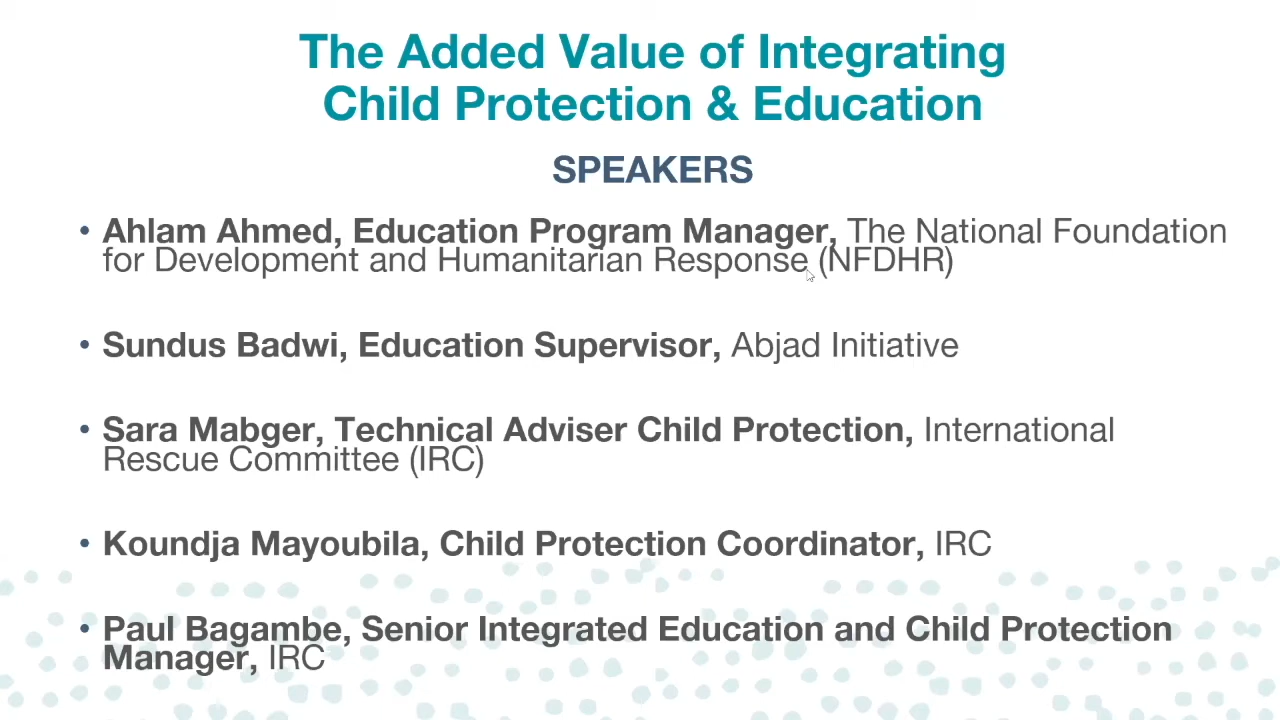 The Added Value of Integrating
Child Protection & Education
SPEAKERS
• Ahlam Ahmed, Education Program Manager, The National Foundation
for Development and Humanitarian Response (NFDHR)
• Sundus Badwi, Education Supervisor, Abjad Initiative
• Sara Mabger, Technical Adviser Child Protection, International
Rescue Committee (IRC)
• Koundja Mayoubila, Child Protection Coordinator, IRC
• Paul Bagambe, Senior Integrated Education and Child Protection
Manager, IRC